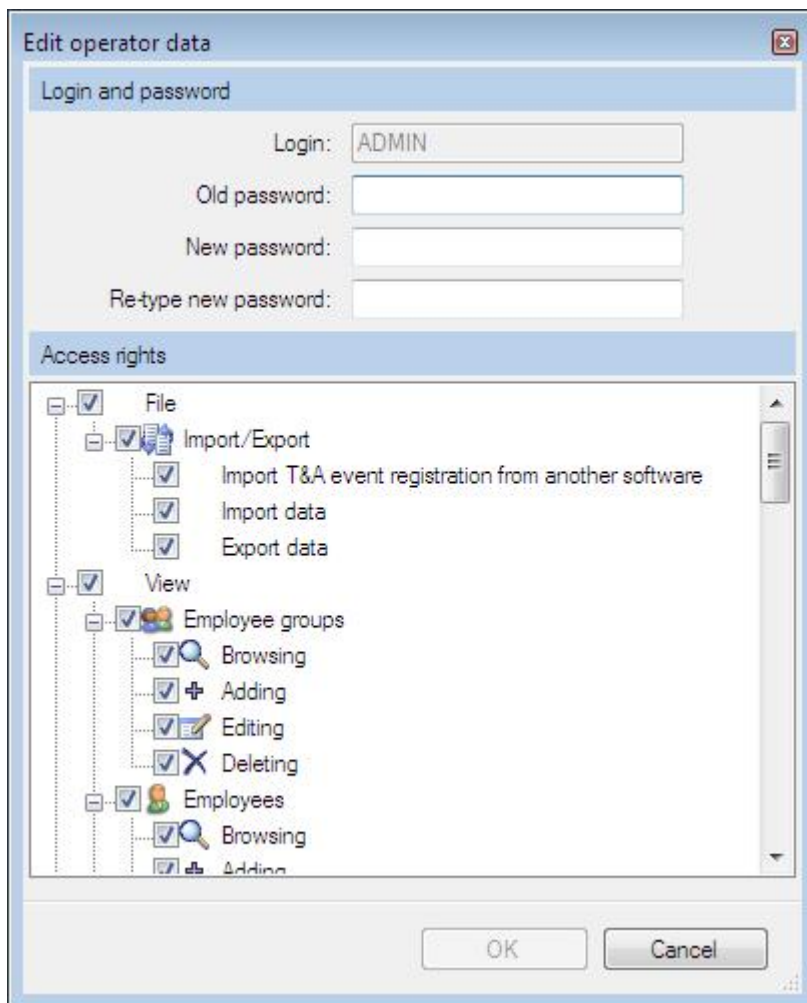 Edit operator data
Login and password
Login: ADMIN
Old password:
New password:
Re-type new password:
Access rights
File
Import/Export
Import T&A event registration from another software
Import data
Export data
View
Employee groups
Browsing
Adding
Editing
Deleting
Employees
Browsing
Adding
OK Cancel